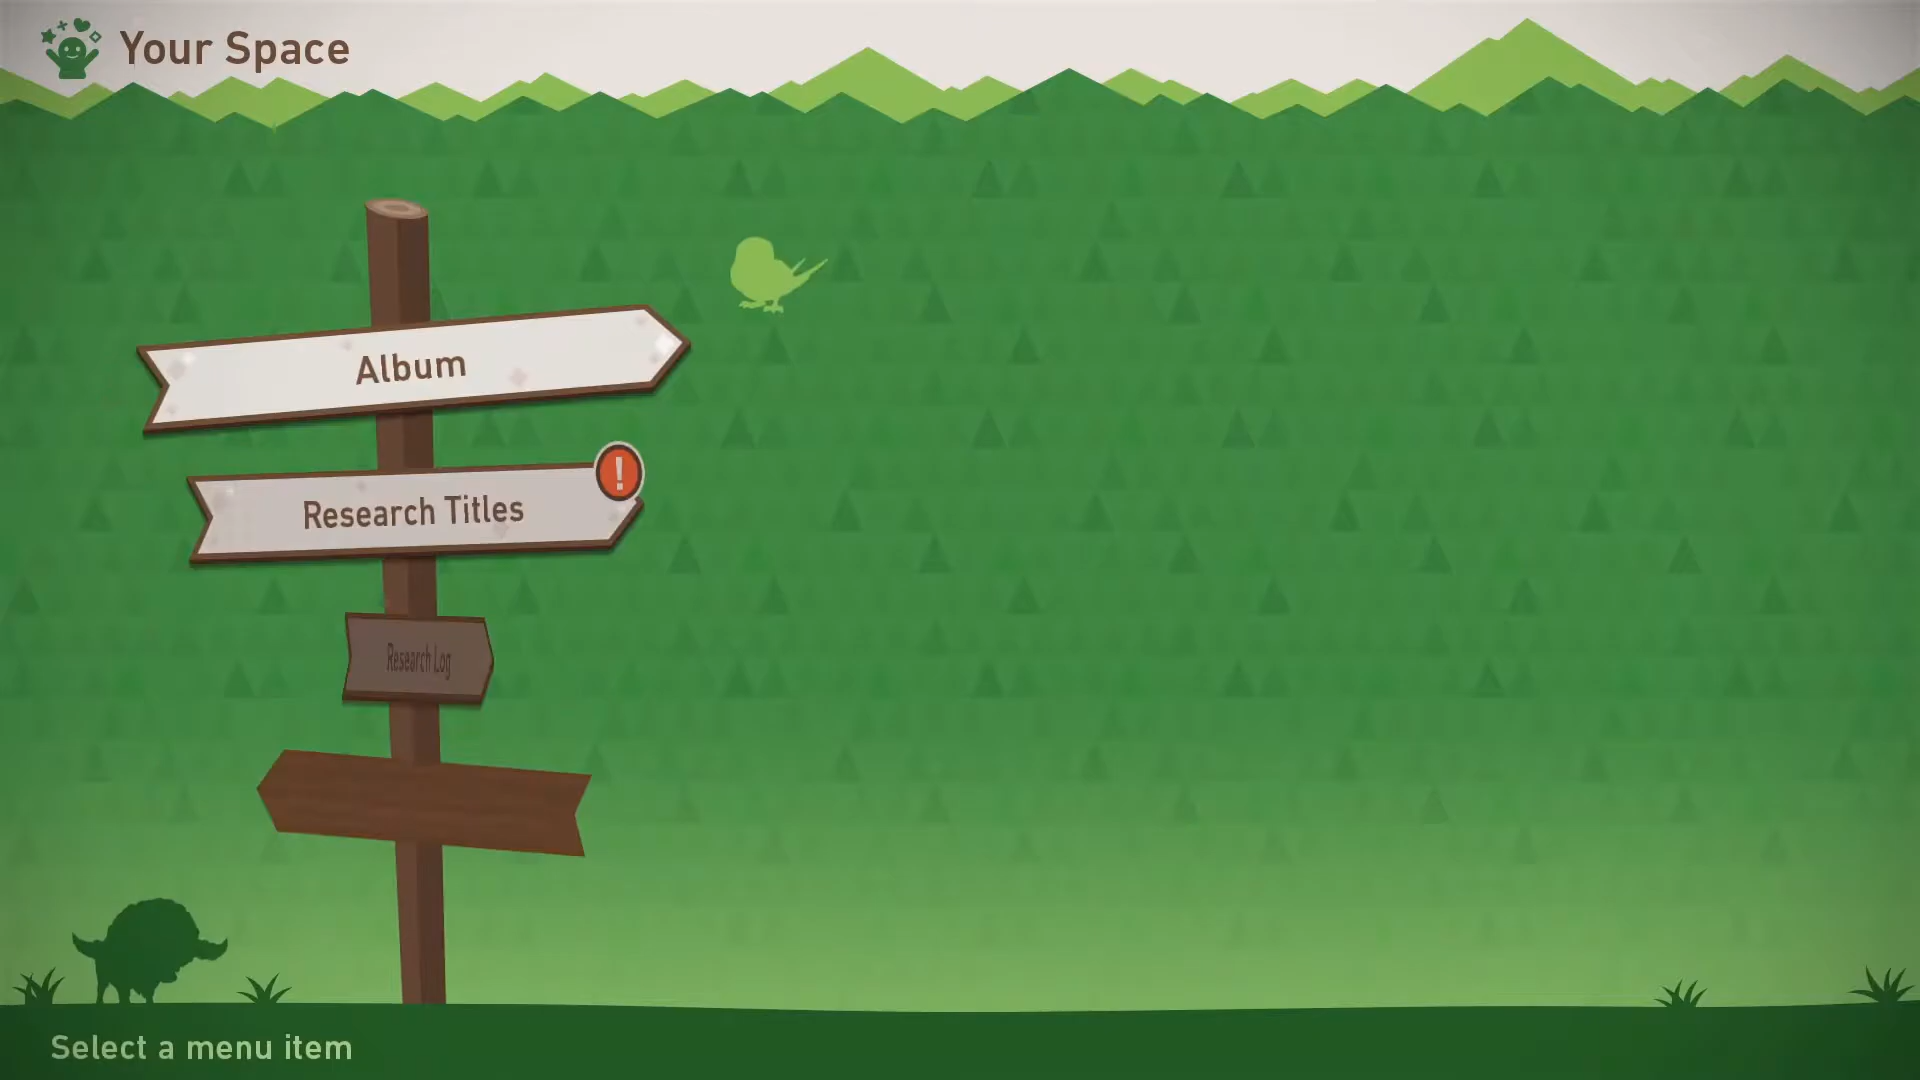 Your Space
Album
!
Research Titles
Research Log
Select a menu item